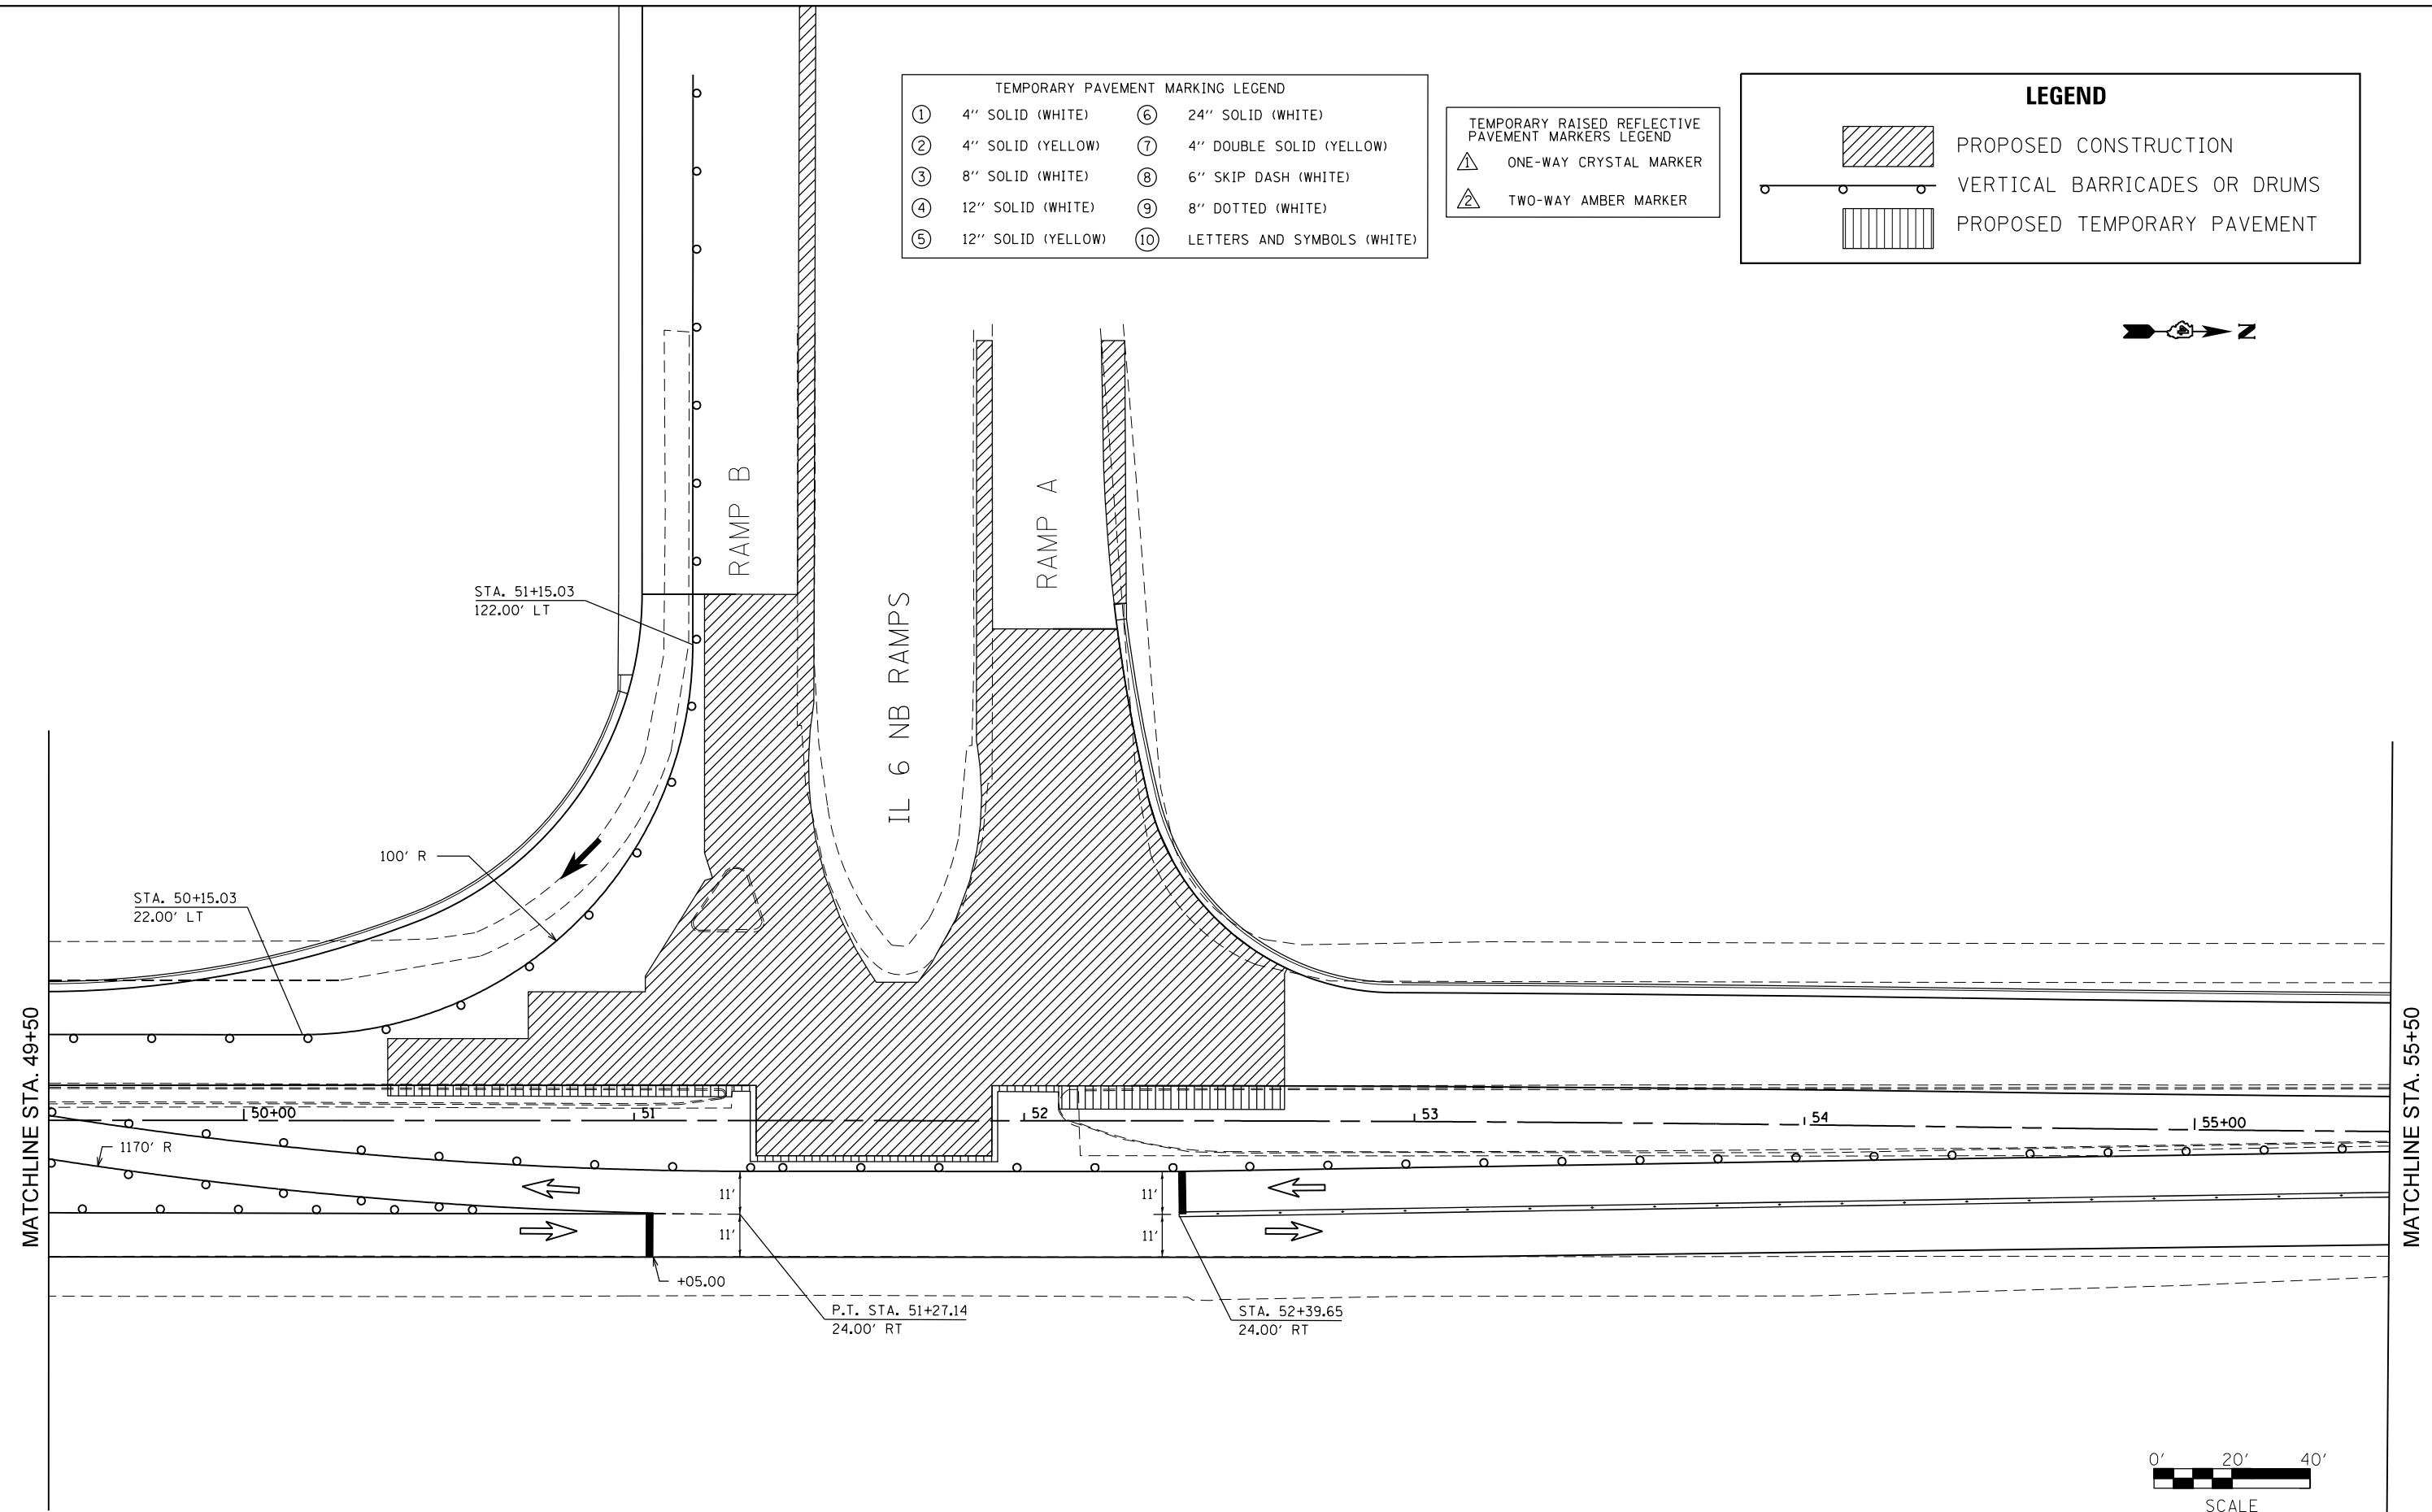 TEMPORARY PAVEMENT MARKING LEGEND
1 4'' SOLID (WHITE)
2 4'' SOLID (YELLOW)
3 8'' SOLID (WHITE)
4 12'' SOLID (WHITE)
5 12'' SOLID (YELLOW)
6 24'' SOLID (WHITE)
7 4'' DOUBLE SOLID (YELLOW)
8 6'' SKIP DASH (WHITE)
9 8'' DOTTED (WHITE)
10 LETTERS AND SYMBOLS (WHITE)
TEMPORARY RAISED REFLECTIVE
PAVEMENT MARKERS LEGEND
1 ONE-WAY CRYSTAL MARKER
2 TWO-WAY AMBER MARKER
LEGEND
PROPOSED CONSTRUCTION
VERTICAL BARRICADES OR DRUMS
PROPOSED TEMPORARY PAVEMENT
N
RAMP B
RAMP A
IL 6 NB RAMPS
STA. 51+15.03
122.00' LT
100' R
STA. 50+15.03
22.00' LT
MATCHLINE STA. 49+50
MATCHLINE STA. 55+50
50+00
51
52
53
54
55+00
1170' R
11'
11'
11'
11'
+05.00
P.T. STA. 51+27.14
24.00' RT
STA. 52+39.65
24.00' RT
0' 20' 40'
SCALE